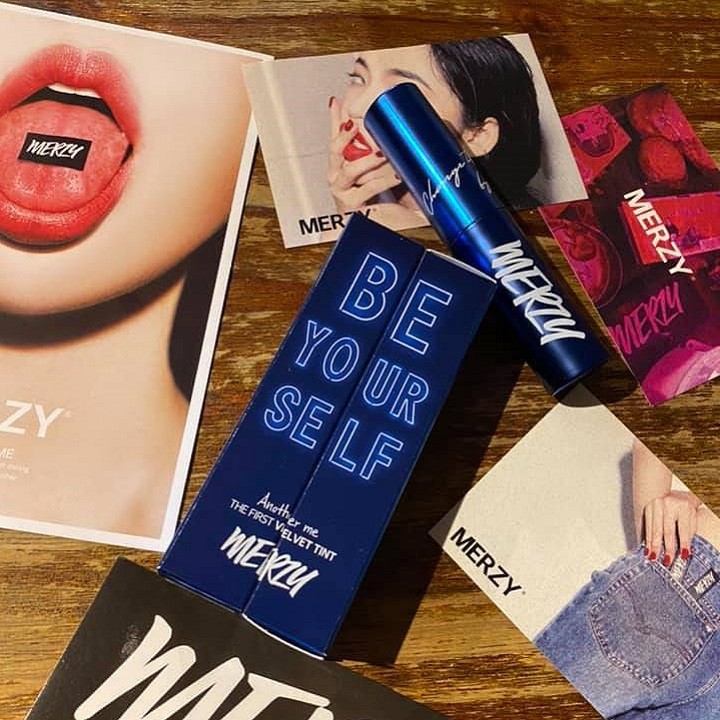 MERZY
MERZY®
MERZY
MERZY
MERZY
BE
YOUR
SELF
Another me
THE FIRST VELVET TINT
MERZY
ZY®
ME
MERZY®